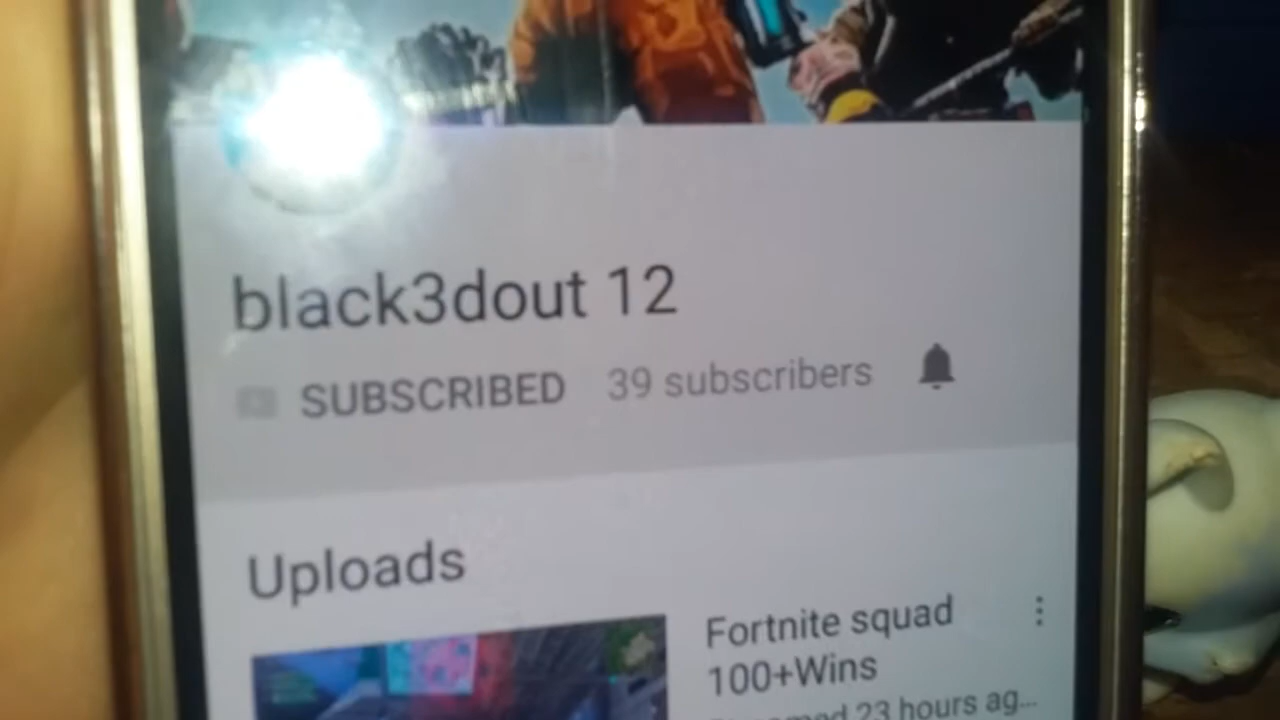 black3dout 12
SUBSCRIBED 39 subscribers
Uploads
Fortnite squad
100+Wins
23 hours ag...